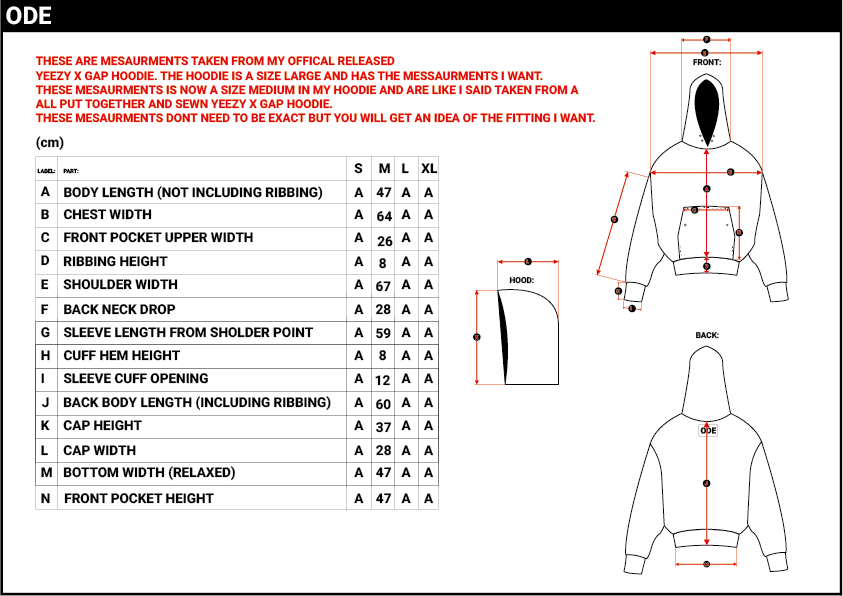 ODE
THESE ARE MESAURMENTS TAKEN FROM MY OFFICAL RELEASED
YEEZY X GAP HOODIE. THE HOODIE IS A SIZE LARGE AND HAS THE MESSAURMENTS I WANT.
THESE MESAURMENTS IS NOW A SIZE MEDIUM IN MY HOODIE AND ARE LIKE I SAID TAKEN FROM A
ALL PUT TOGETHER AND SEWN YEEZY X GAP HOODIE.
THESE MESAURMENTS DONT NEED TO BE EXACT BUT YOU WILL GET AN IDEA OF THE FITTING I WANT.
(cm)
LABEL: PART: S M L XL
A BODY LENGTH (NOT INCLUDING RIBBING) A 47 A A
B CHEST WIDTH A 64 A A
C FRONT POCKET UPPER WIDTH A 26 A A
D RIBBING HEIGHT A 8 A A
E SHOULDER WIDTH A 67 A A
F BACK NECK DROP A 28 A A
G SLEEVE LENGTH FROM SHOLDER POINT A 59 A A
H CUFF HEM HEIGHT A 8 A A
I SLEEVE CUFF OPENING A 12 A A
J BACK BODY LENGTH (INCLUDING RIBBING) A 60 A A
K CAP HEIGHT A 37 A A
L CAP WIDTH A 28 A A
M BOTTOM WIDTH (RELAXED) A 47 A A
N FRONT POCKET HEIGHT A 47 A A
HOOD:
FRONT:
BACK:
ODE